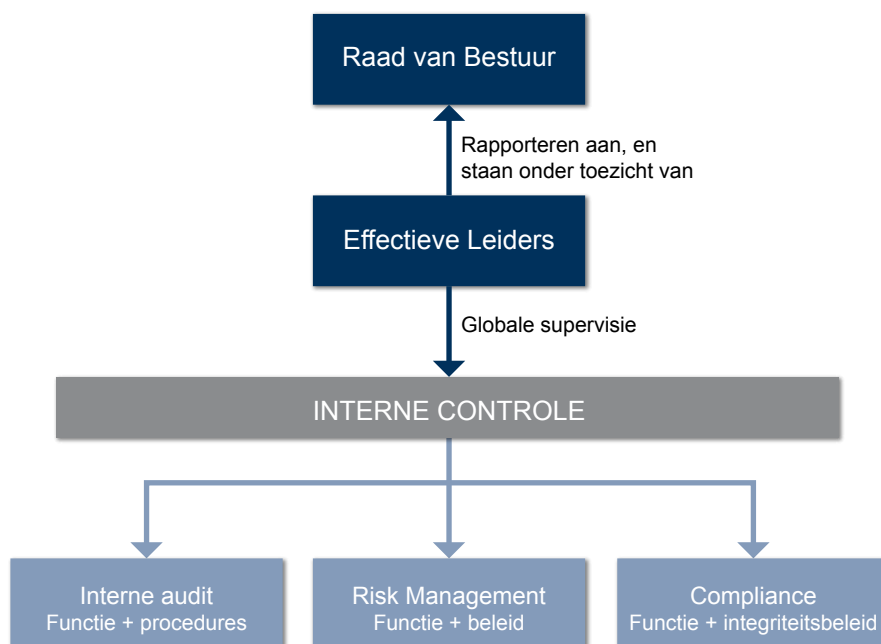 Raad van Bestuur
Rapporteren aan, en
staan onder toezicht van
Effectieve Leiders
Globale supervisie
INTERNE CONTROLE
Interne audit
Functie + procedures
Risk Management
Functie + beleid
Compliance
Functie + integriteitsbeleid